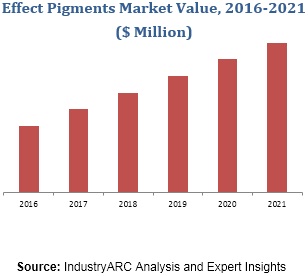 Effect Pigments Market Value, 2016-2021
($ Million)
2016 2017 2018 2019 2020 2021
Source: IndustryARC Analysis and Expert Insights